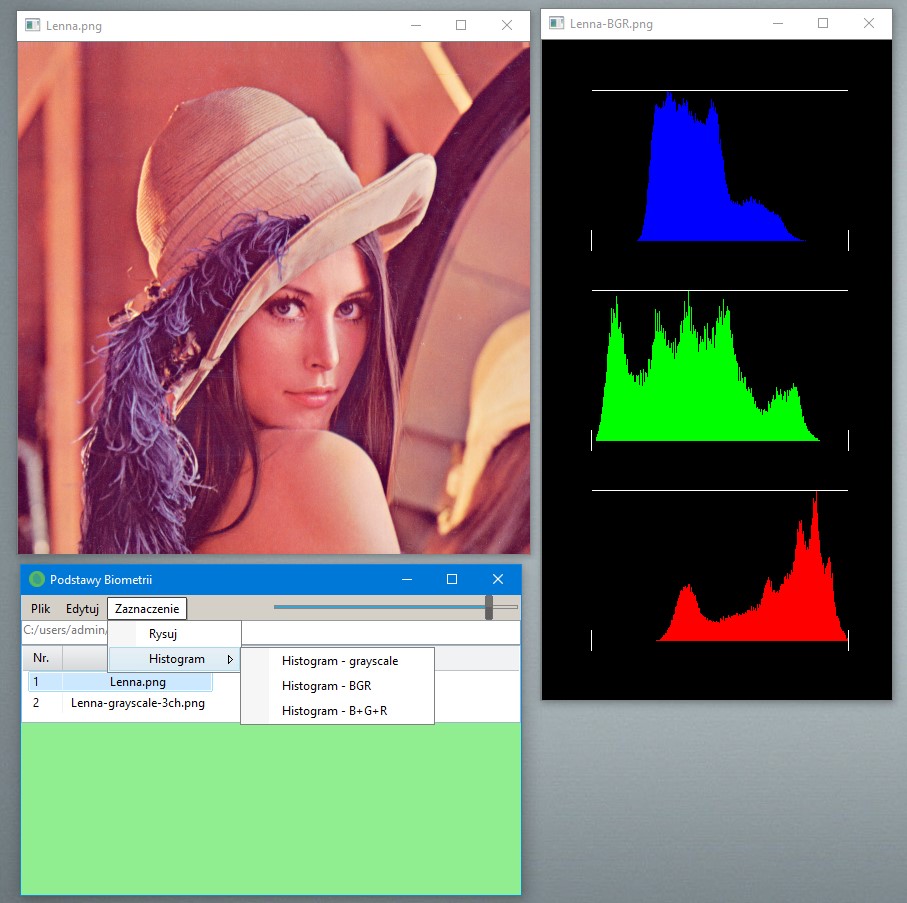 Lenna.png
Lenna-BGR.png
Podstawy Biometrii
Plik Edytuj Zaznaczenie
C:/users/admin/
Rysuj
Nr.
Histogram
Histogram - grayscale
1 Lenna.png
Histogram - BGR
2 Lenna-grayscale-3ch.png
Histogram - B+G+R